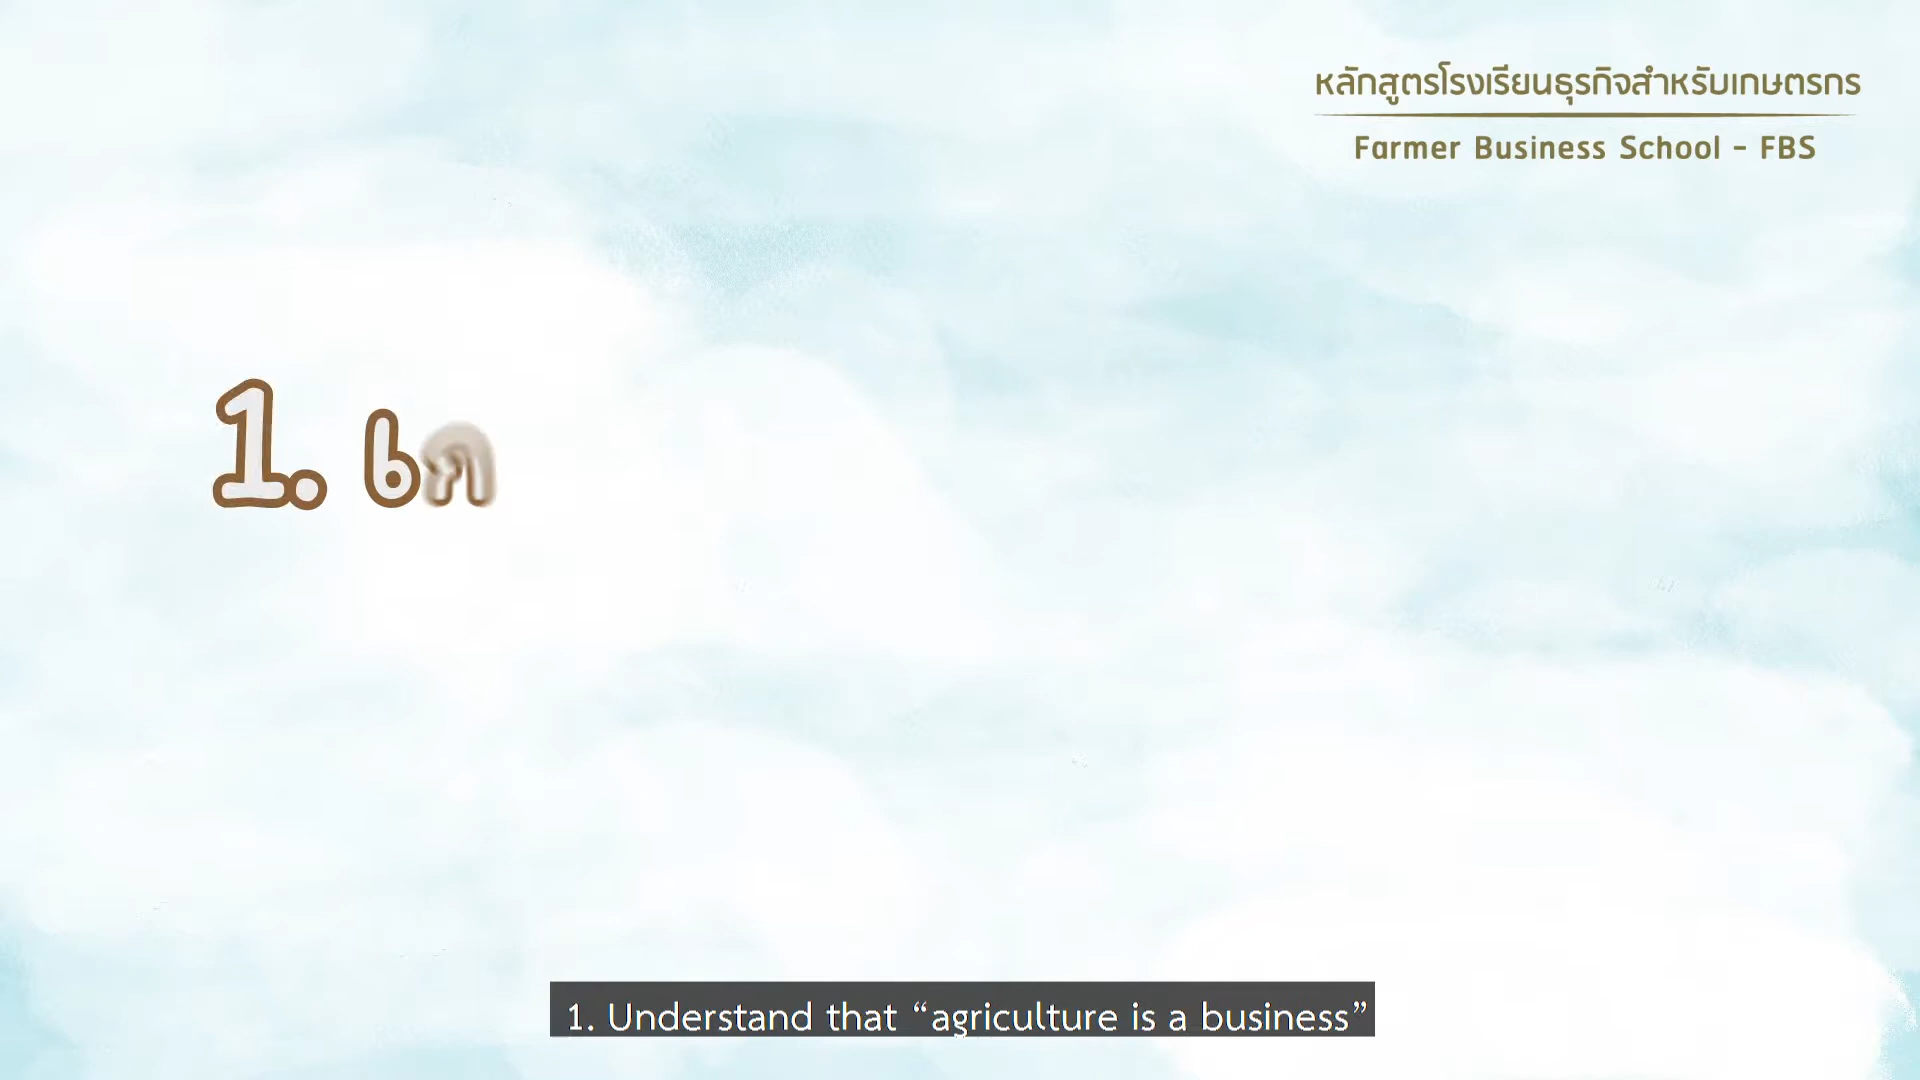 หลักสูตรโรงเรียนธุรกิจสำหรับเกษตรกร
Farmer Business School - FBS
1. เก
1. Understand that “agriculture is a business”